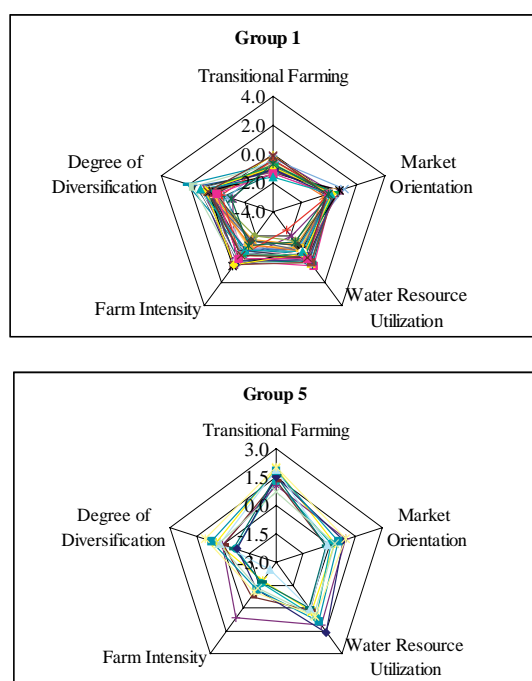 Group 1
Transitional Farming
4.0
2.0
0.0
-2.0
-4.0
Degree of
Diversification
Market
Orientation
Farm Intensity
Water Resource
Utilization
Group 5
Transitional Farming
3.0
1.5
0.0
-1.5
-3.0
Degree of
Diversification
Market
Orientation
Farm Intensity
Water Resource
Utilization